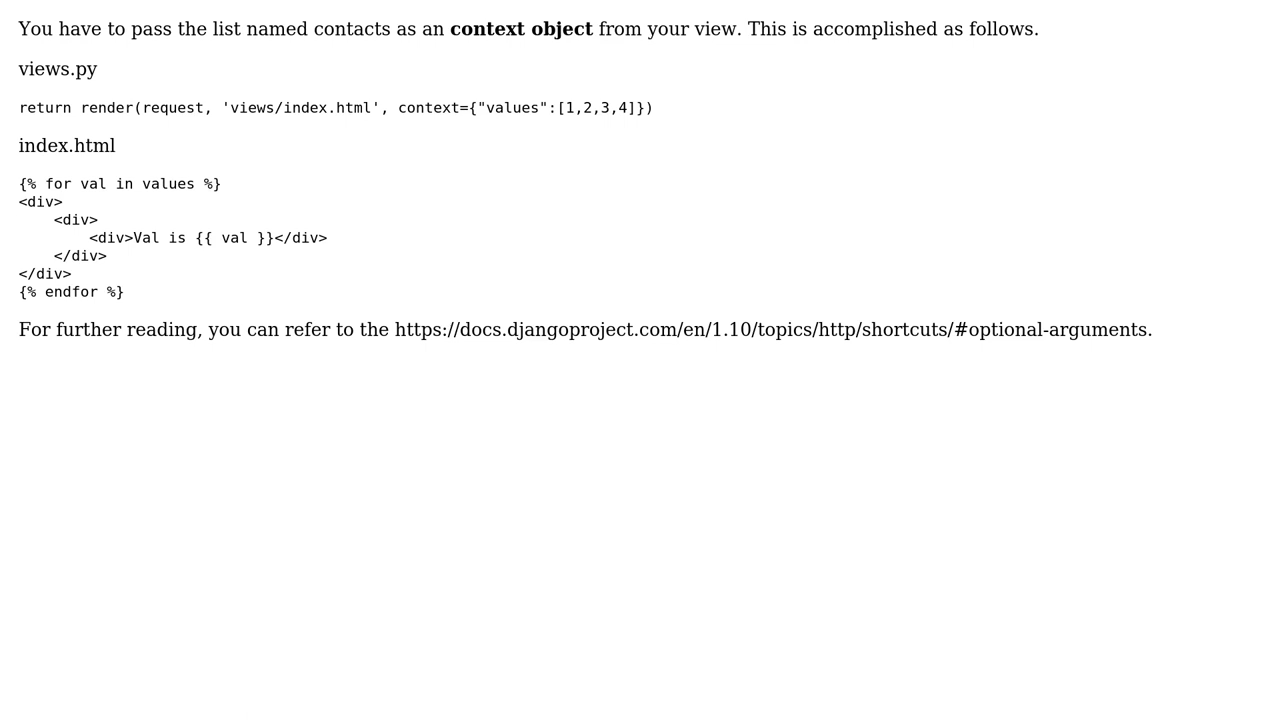 You have to pass the list named contacts as an context object from your view. This is accomplished as follows.
views.py
return render(request, 'views/index.html', context={"values":[1,2,3,4]})
index.html
{% for val in values %}
<div>
    <div>
        <div>Val is {{ val }}</div>
    </div>
</div>
{% endfor %}
For further reading, you can refer to the https://docs.djangoproject.com/en/1.10/topics/http/shortcuts/#optional-arguments.